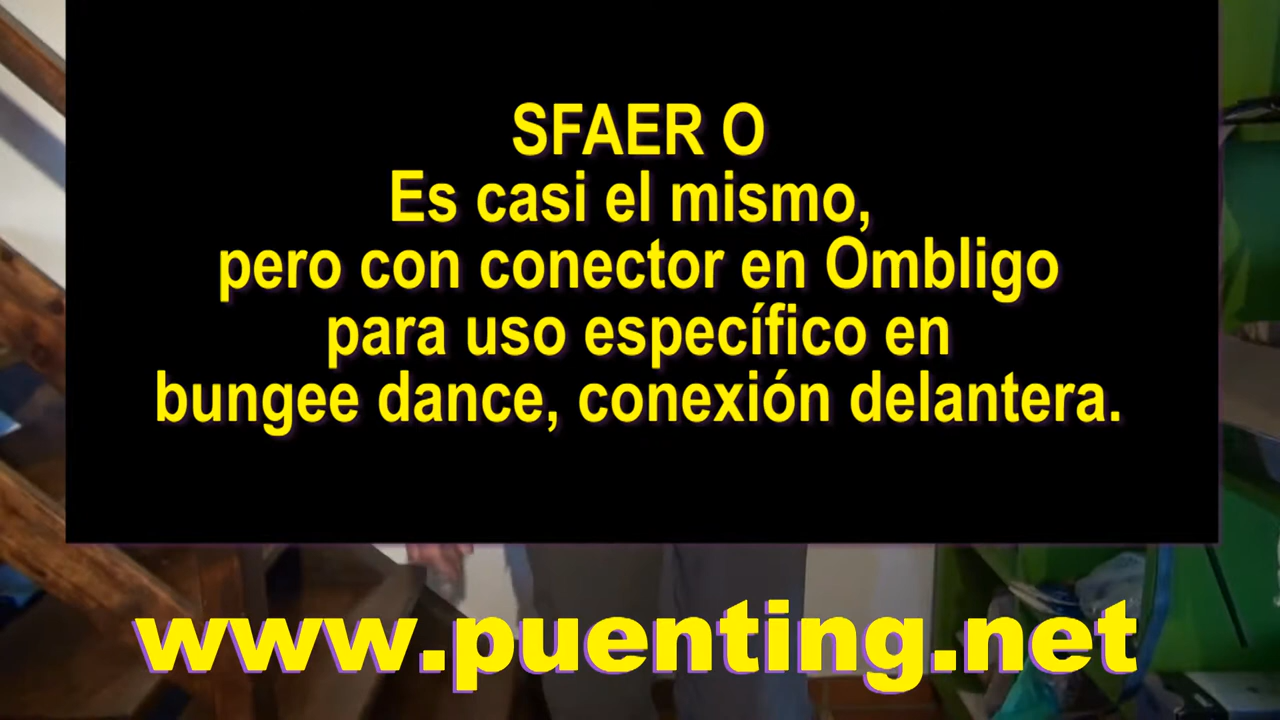 SFAER O
Es casi el mismo,
pero con conector en Ombligo
para uso específico en
bungee dance, conexión delantera.
www.puenting.net